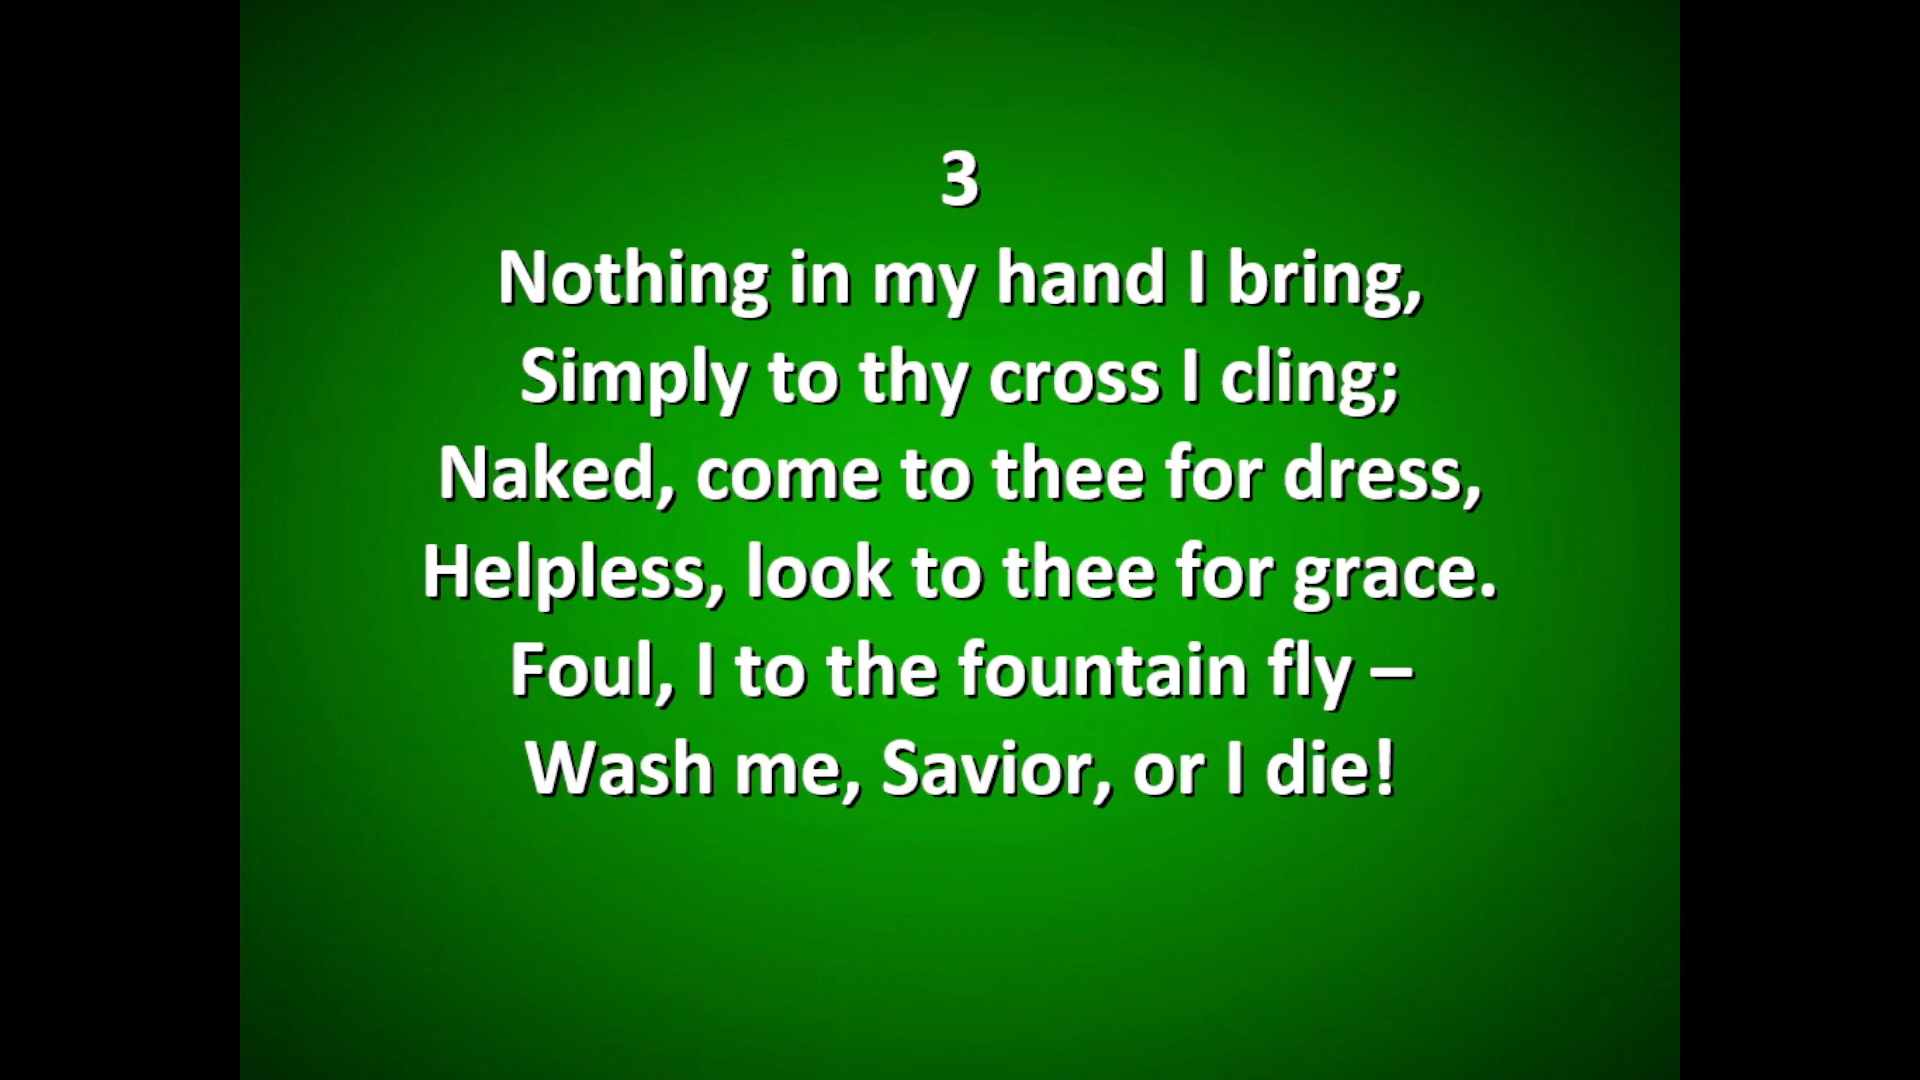 3
Nothing in my hand I bring,
Simply to thy cross I cling;
Naked, come to thee for dress,
Helpless, look to thee for grace.
Foul, I to the fountain fly –
Wash me, Savior, or I die!